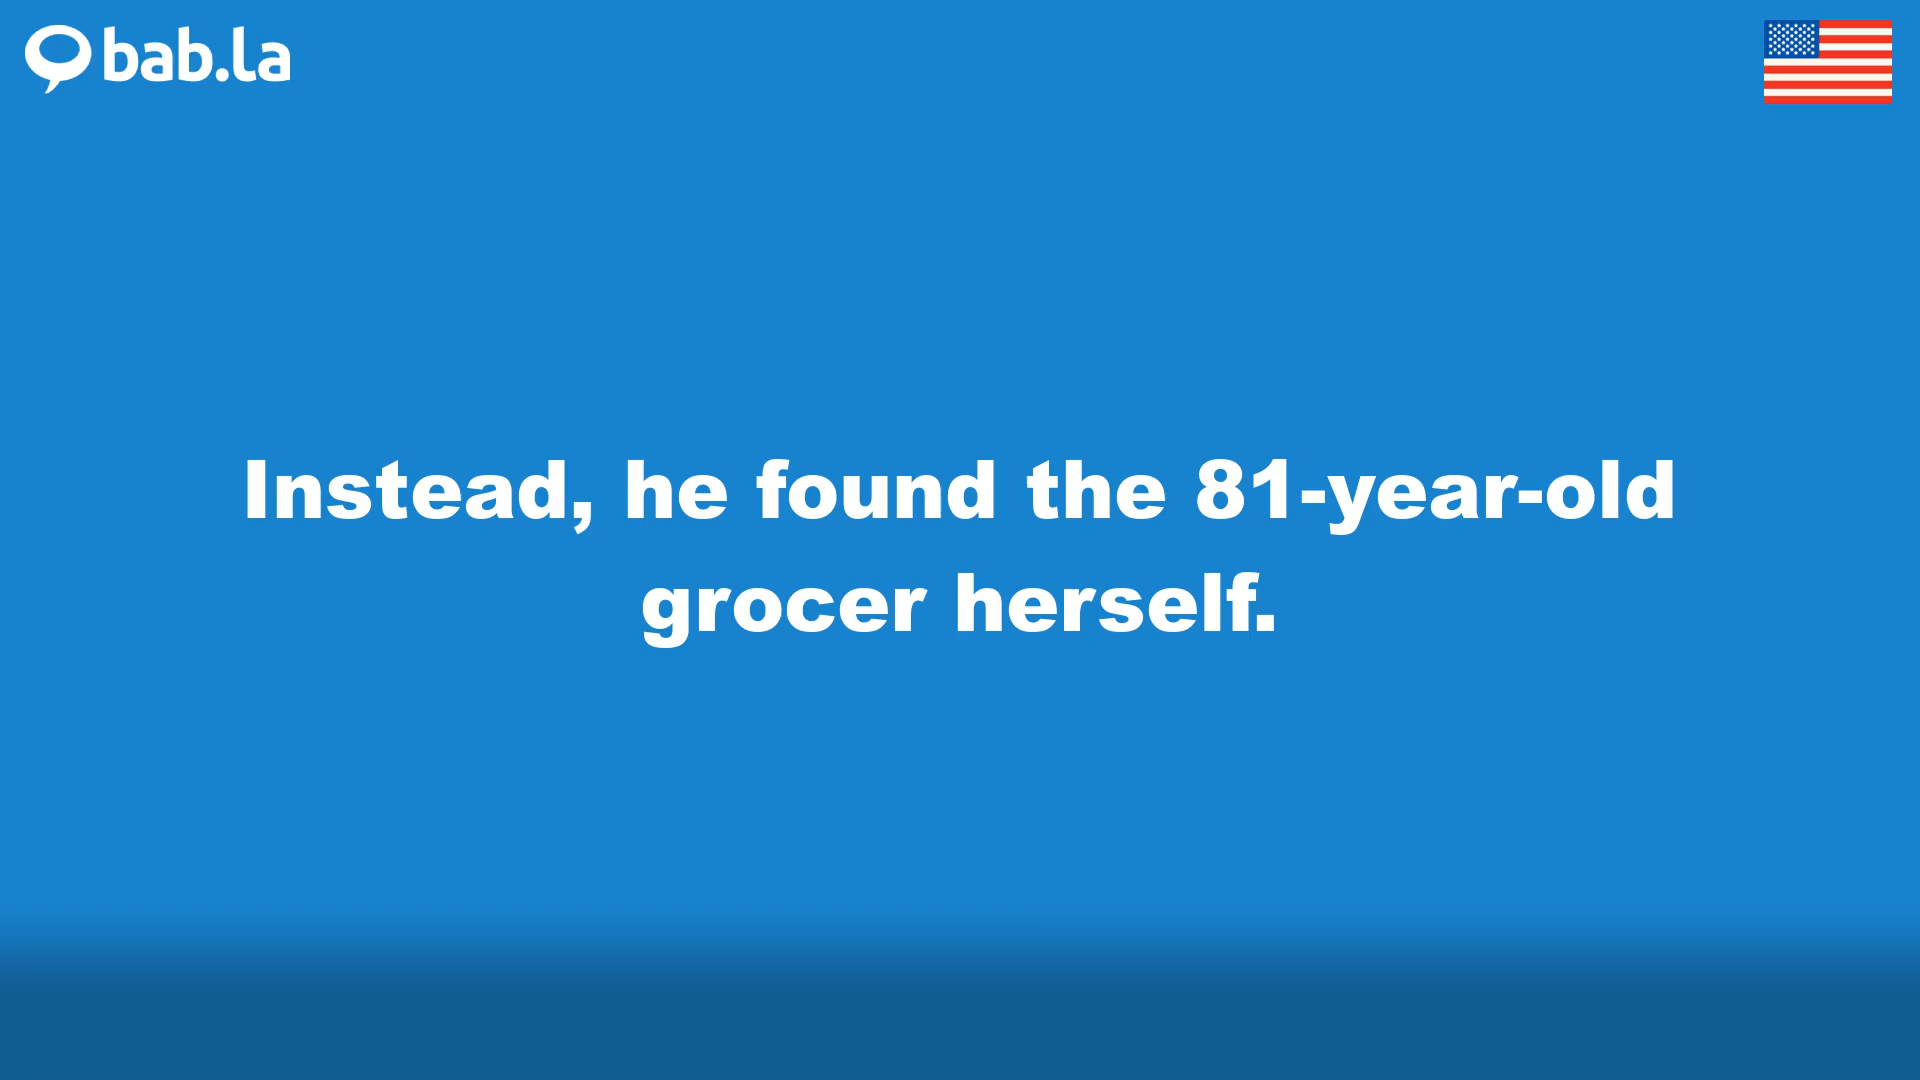 bab.la
Instead, he found the 81-year-old
grocer herself.